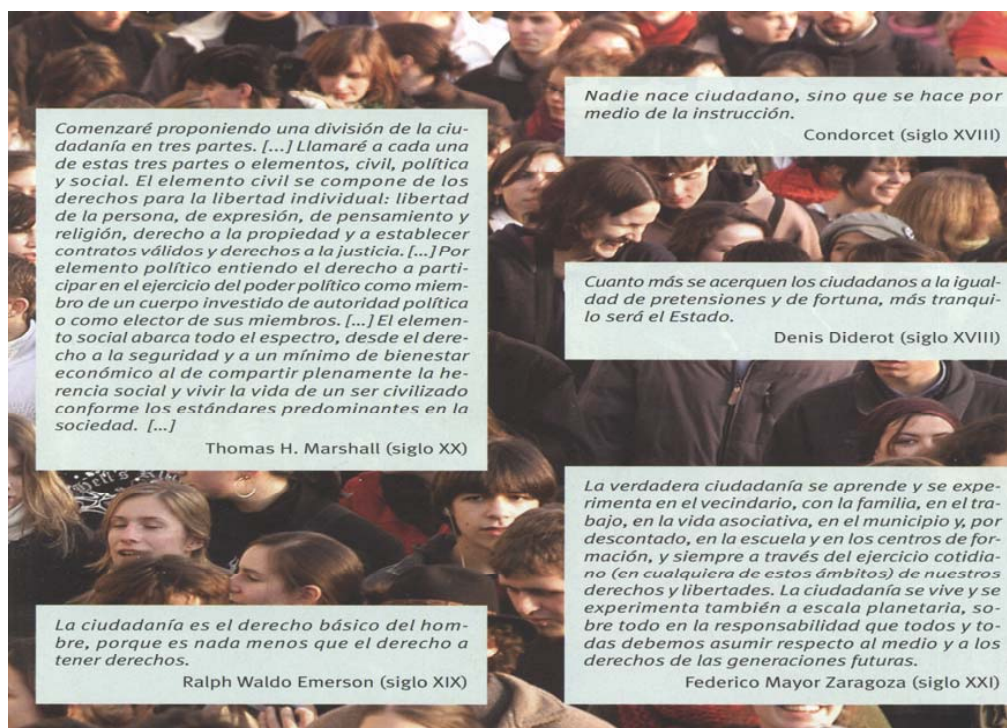 Comenzaré proponiendo una división de la ciu-
dadanía en tres partes. [...] Llamaré a cada una
de estas tres partes o elementos, civil, política
y social. El elemento civil se compone de los
derechos para la libertad individual: libertad
de la persona, de expresión, de pensamiento y
religión, derecho a la propiedad y a establecer
contratos válidos y derechos a la justicia. [...] Por
elemento político entiendo el derecho a parti-
cipar en el ejercicio del poder político como miem-
bro de un cuerpo investido de autoridad política
o como elector de sus miembros. [...] El elemen-
to social abarca todo el espectro, desde el dere-
cho a la seguridad y a un mínimo de bienestar
económico al de compartir plenamente la he-
rencia social y vivir la vida de un ser civilizado
conforme los estándares predominantes en la
sociedad. [...]
Thomas H. Marshall (siglo XX)
La ciudadanía es el derecho básico del hom-
bre, porque es nada menos que el derecho a
tener derechos.
Ralph Waldo Emerson (siglo XIX)
Nadie nace ciudadano, sino que se hace por
medio de la instrucción.
Condorcet (siglo XVIII)
Cuanto más se acerquen los ciudadanos a la igual-
dad de pretensiones y de fortuna, más tranqui-
lo será el Estado.
Denis Diderot (siglo XVIII)
La verdadera ciudadanía se aprende y se expe-
rimenta en el vecindario, con la familia, en el tra-
bajo, en la vida asociativa, en el municipio y, por
descontado, en la escuela y en los centros de for-
mación, y siempre a través del ejercicio cotidia-
no (en cualquiera de estos ámbitos) de nuestros
derechos y libertades. La ciudadanía se vive y se
experimenta también a escala planetaria, so-
bre todo en la responsabilidad que todos y to-
das debemos asumir respecto al medio y a los
derechos de las generaciones futuras.
Federico Mayor Zaragoza (siglo XXI)